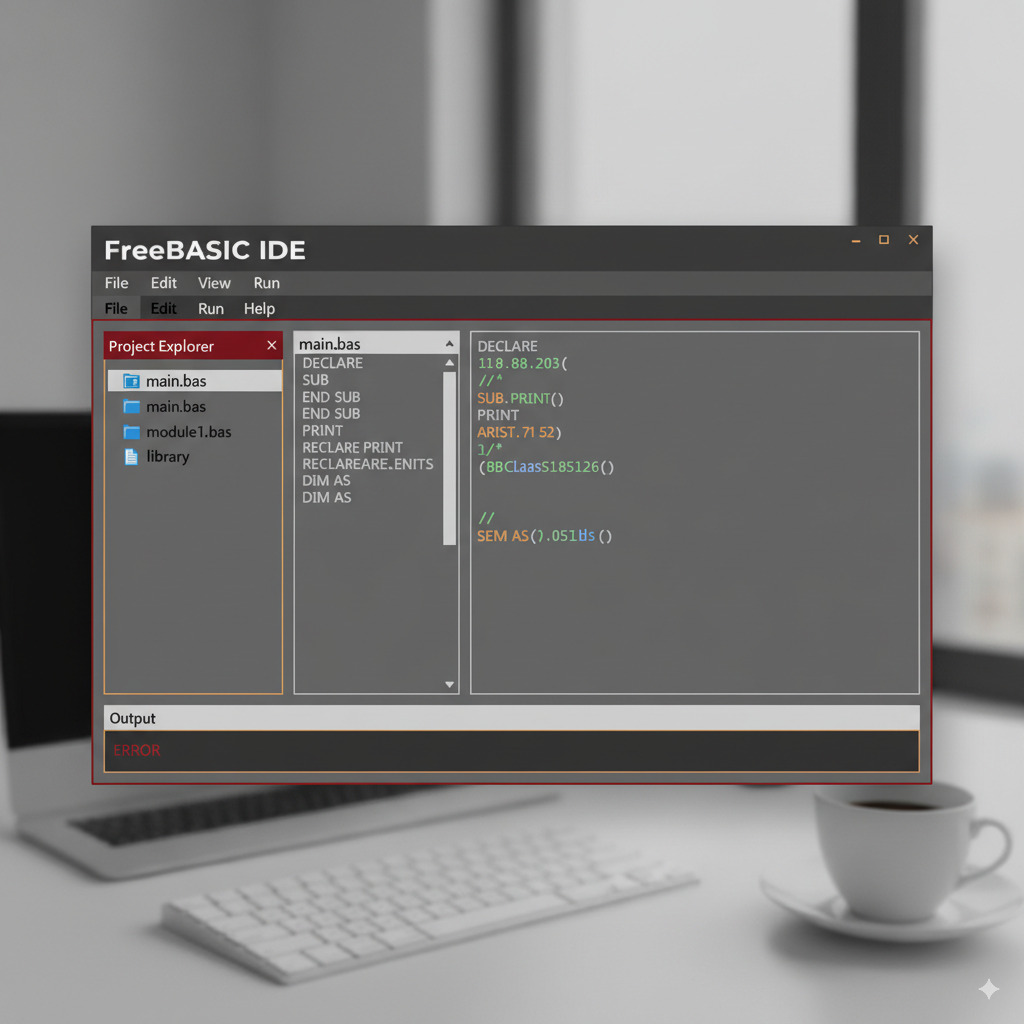 FreeBASIC IDE
File Edit View Run
File Edit Run Help
Project Explorer
main.bas
main.bas
module1.bas
library
main.bas
DECLARE
SUB
END SUB
END SUB
PRINT
RECLARE PRINT
RECLAREARE.ENITS
DIM AS
DIM AS
DECLARE
118.88.203(
//*
SUB.PRINT()
PRINT
ARIST.71 52)
1/*
(BBCLaasS185126()
//
SEM AS
Output
ERROR